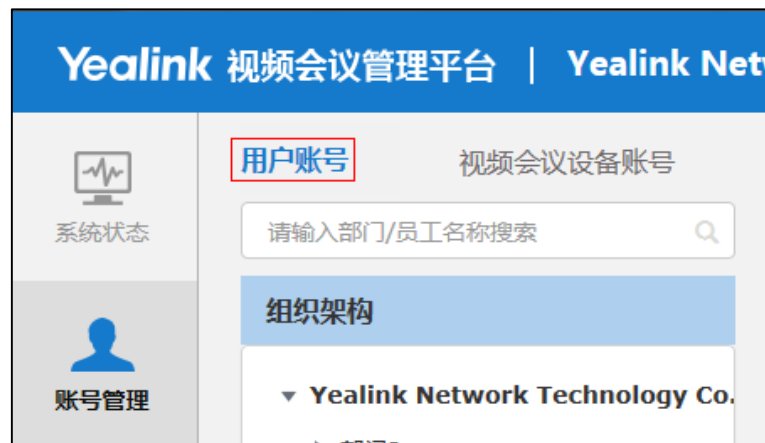 Yealink 视频会议管理平台 | Yealink Net
用户账号 视频会议设备账号
系统状态
请输入部门/员工名称搜索
组织架构
账号管理
Yealink Network Technology Co.